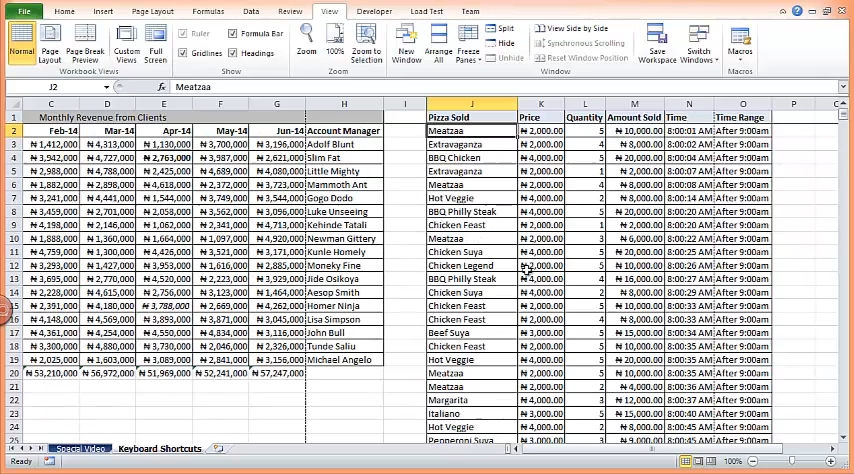 File Home Insert Page Layout Formulas Data Review View Developer Load Test Team
Normal Page Layout Page Break Preview Custom Views Full Screen
Workbook Views
Ruler Formula Bar
Gridlines Headings
Show
Zoom 100% Zoom to Selection
Zoom
New Window Arrange All Freeze Panes
Split View Side by Side
Hide Synchronous Scrolling
Unhide Reset Window Position
Window
Save Workspace Switch Windows
Macros
Macros
J2 fx Meatzaa
C D E F G H I J K L M N O P
1 Monthly Revenue from Clients Pizza Sold Price Quantity Amount Sold Time Time Range
2 Feb-14 Mar-14 Apr-14 May-14 Jun-14 Account Manager Meatzaa ₦ 2,000.00 5 ₦ 10,000.00 8:00:01 AM After 9:00am
3 ₦ 1,412,000 ₦ 4,313,000 ₦ 1,130,000 ₦ 3,700,000 ₦ 3,196,000 Adolf Blunt Extravaganza ₦ 2,000.00 4 ₦ 8,000.00 8:00:02 AM After 9:00am
4 ₦ 3,942,000 ₦ 4,727,000 ₦ 2,763,000 ₦ 3,987,000 ₦ 2,621,000 Slim Fat BBQ Chicken ₦ 4,000.00 5 ₦ 20,000.00 8:00:04 AM After 9:00am
5 ₦ 2,988,000 ₦ 4,788,000 ₦ 2,425,000 ₦ 4,689,000 ₦ 4,080,000 Little Mighty Extravaganza ₦ 2,000.00 1 ₦ 2,000.00 8:00:07 AM After 9:00am
6 ₦ 1,882,000 ₦ 2,898,000 ₦ 4,618,000 ₦ 2,372,000 ₦ 3,723,000 Mammoth Ant Meatzaa ₦ 2,000.00 4 ₦ 8,000.00 8:00:08 AM After 9:00am
7 ₦ 3,241,000 ₦ 4,441,000 ₦ 1,549,000 ₦ 3,744,000 ₦ 3,544,000 Gogo Dodo Hot Veggie ₦ 4,000.00 2 ₦ 8,000.00 8:00:14 AM After 9:00am
8 ₦ 3,459,000 ₦ 2,701,000 ₦ 2,058,000 ₦ 3,562,000 ₦ 3,096,000 Luke Unseeing BBQ Philly Steak ₦ 4,000.00 5 ₦ 20,000.00 8:00:20 AM After 9:00am
9 ₦ 4,198,000 ₦ 2,146,000 ₦ 1,062,000 ₦ 2,341,000 ₦ 4,713,000 Kehinde Tatali Chicken Feast ₦ 2,000.00 1 ₦ 2,000.00 8:00:20 AM After 9:00am
10 ₦ 1,888,000 ₦ 1,360,000 ₦ 1,664,000 ₦ 1,097,000 ₦ 4,920,000 Newman Gittery Meatzaa ₦ 2,000.00 3 ₦ 6,000.00 8:00:22 AM After 9:00am
11 ₦ 4,759,000 ₦ 1,300,000 ₦ 4,426,000 ₦ 3,521,000 ₦ 3,171,000 Kunle Homely Chicken Suya ₦ 4,000.00 5 ₦ 20,000.00 8:00:25 AM After 9:00am
12 ₦ 3,293,000 ₦ 1,427,000 ₦ 3,953,000 ₦ 1,616,000 ₦ 2,885,000 Moneky Fine Chicken Legend ₦ 2,000.00 5 ₦ 10,000.00 8:00:26 AM After 9:00am
13 ₦ 3,695,000 ₦ 2,770,000 ₦ 4,520,000 ₦ 2,223,000 ₦ 3,929,000 Jide Osikoya BBQ Philly Steak ₦ 4,000.00 4 ₦ 16,000.00 8:00:27 AM After 9:00am
14 ₦ 2,228,000 ₦ 4,615,000 ₦ 2,756,000 ₦ 3,123,000 ₦ 1,464,000 Aesop Smith Chicken Suya ₦ 4,000.00 2 ₦ 8,000.00 8:00:29 AM After 9:00am
15 ₦ 2,391,000 ₦ 4,180,000 ₦ 3,788,000 ₦ 2,669,000 ₦ 4,262,000 Homer Ninja Chicken Feast ₦ 2,000.00 5 ₦ 10,000.00 8:00:33 AM After 9:00am
16 ₦ 4,148,000 ₦ 4,569,000 ₦ 3,893,000 ₦ 3,871,000 ₦ 3,045,000 Lisa Simpson Chicken Feast ₦ 2,000.00 4 ₦ 8,000.00 8:00:33 AM After 9:00am
17 ₦ 4,361,000 ₦ 4,254,000 ₦ 4,550,000 ₦ 4,834,000 ₦ 3,116,000 John Bull Beef Suya ₦ 3,000.00 5 ₦ 15,000.00 8:00:34 AM After 9:00am
18 ₦ 3,300,000 ₦ 4,880,000 ₦ 3,730,000 ₦ 2,046,000 ₦ 2,326,000 Tunde Saliu Chicken Feast ₦ 2,000.00 5 ₦ 10,000.00 8:00:35 AM After 9:00am
19 ₦ 2,025,000 ₦ 1,603,000 ₦ 3,089,000 ₦ 2,841,000 ₦ 3,156,000 Michael Angelo Hot Veggie ₦ 4,000.00 5 ₦ 20,000.00 8:00:35 AM After 9:00am
20 ₦ 53,210,000 ₦ 56,972,000 ₦ 51,969,000 ₦ 52,241,000 ₦ 57,247,000 Meatzaa ₦ 2,000.00 5 ₦ 10,000.00 8:00:35 AM After 9:00am
21 Meatzaa ₦ 2,000.00 2 ₦ 4,000.00 8:00:36 AM After 9:00am
22 Margarita ₦ 4,000.00 3 ₦ 12,000.00 8:00:37 AM After 9:00am
23 Italiano ₦ 3,000.00 5 ₦ 15,000.00 8:00:40 AM After 9:00am
24 Hot Veggie ₦ 4,000.00 2 ₦ 8,000.00 8:00:45 AM After 9:00am
25 Pepperoni Suya ₦ 3,000.00 3 ₦ 9,000.00 8:00:45 AM After 9:00am
Special Video Keyboard Shortcuts
Ready 100%